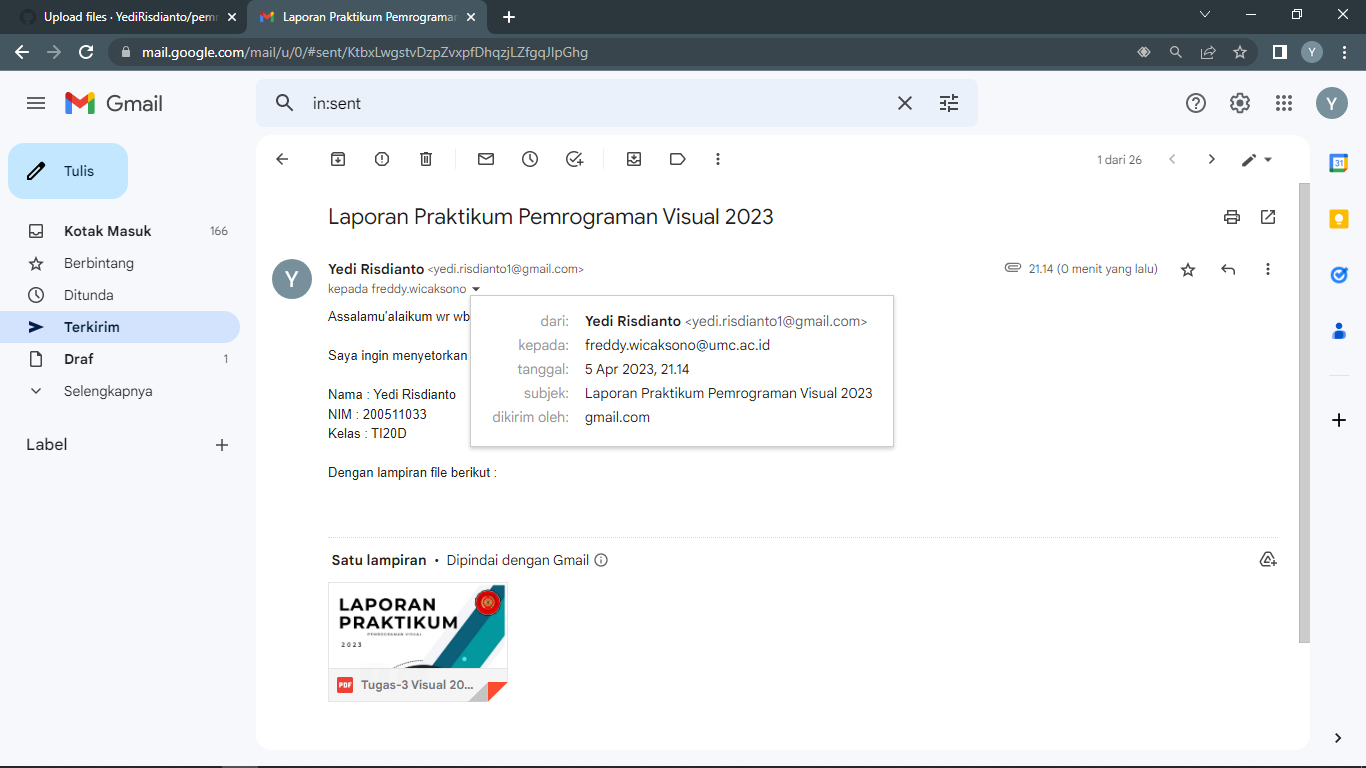 Upload files · YediRisdianto/pemr
Laporan Praktikum Pemrograman
mail.google.com/mail/u/0/#sent/KtbxLwgstvDzpZvxpfDhqzjLZfgqJlpGhg
Y
Gmail
in:sent
Y
Tulis
1 dari 26
31
Laporan Praktikum Pemrograman Visual 2023
Kotak Masuk 166
Berbintang
Ditunda
Terkirim
Draf 1
Selengkapnya
Label
Y
Yedi Risdianto <yedi.risdianto1@gmail.com>
21.14 (0 menit yang lalu)
kepada freddy.wicaksono
Assalamu'alaikum wr wb
dari: Yedi Risdianto <yedi.risdianto1@gmail.com>
kepada: freddy.wicaksono@umc.ac.id
tanggal: 5 Apr 2023, 21.14
subjek: Laporan Praktikum Pemrograman Visual 2023
dikirim oleh: gmail.com
Saya ingin menyetorkan
Nama : Yedi Risdianto
NIM : 200511033
Kelas : TI20D
Dengan lampiran file berikut :
Satu lampiran • Dipindai dengan Gmail
LAPORAN
PRAKTIKUM
PEMROGRAMAN VISUAL
2023
PDF
Tugas-3 Visual 20...